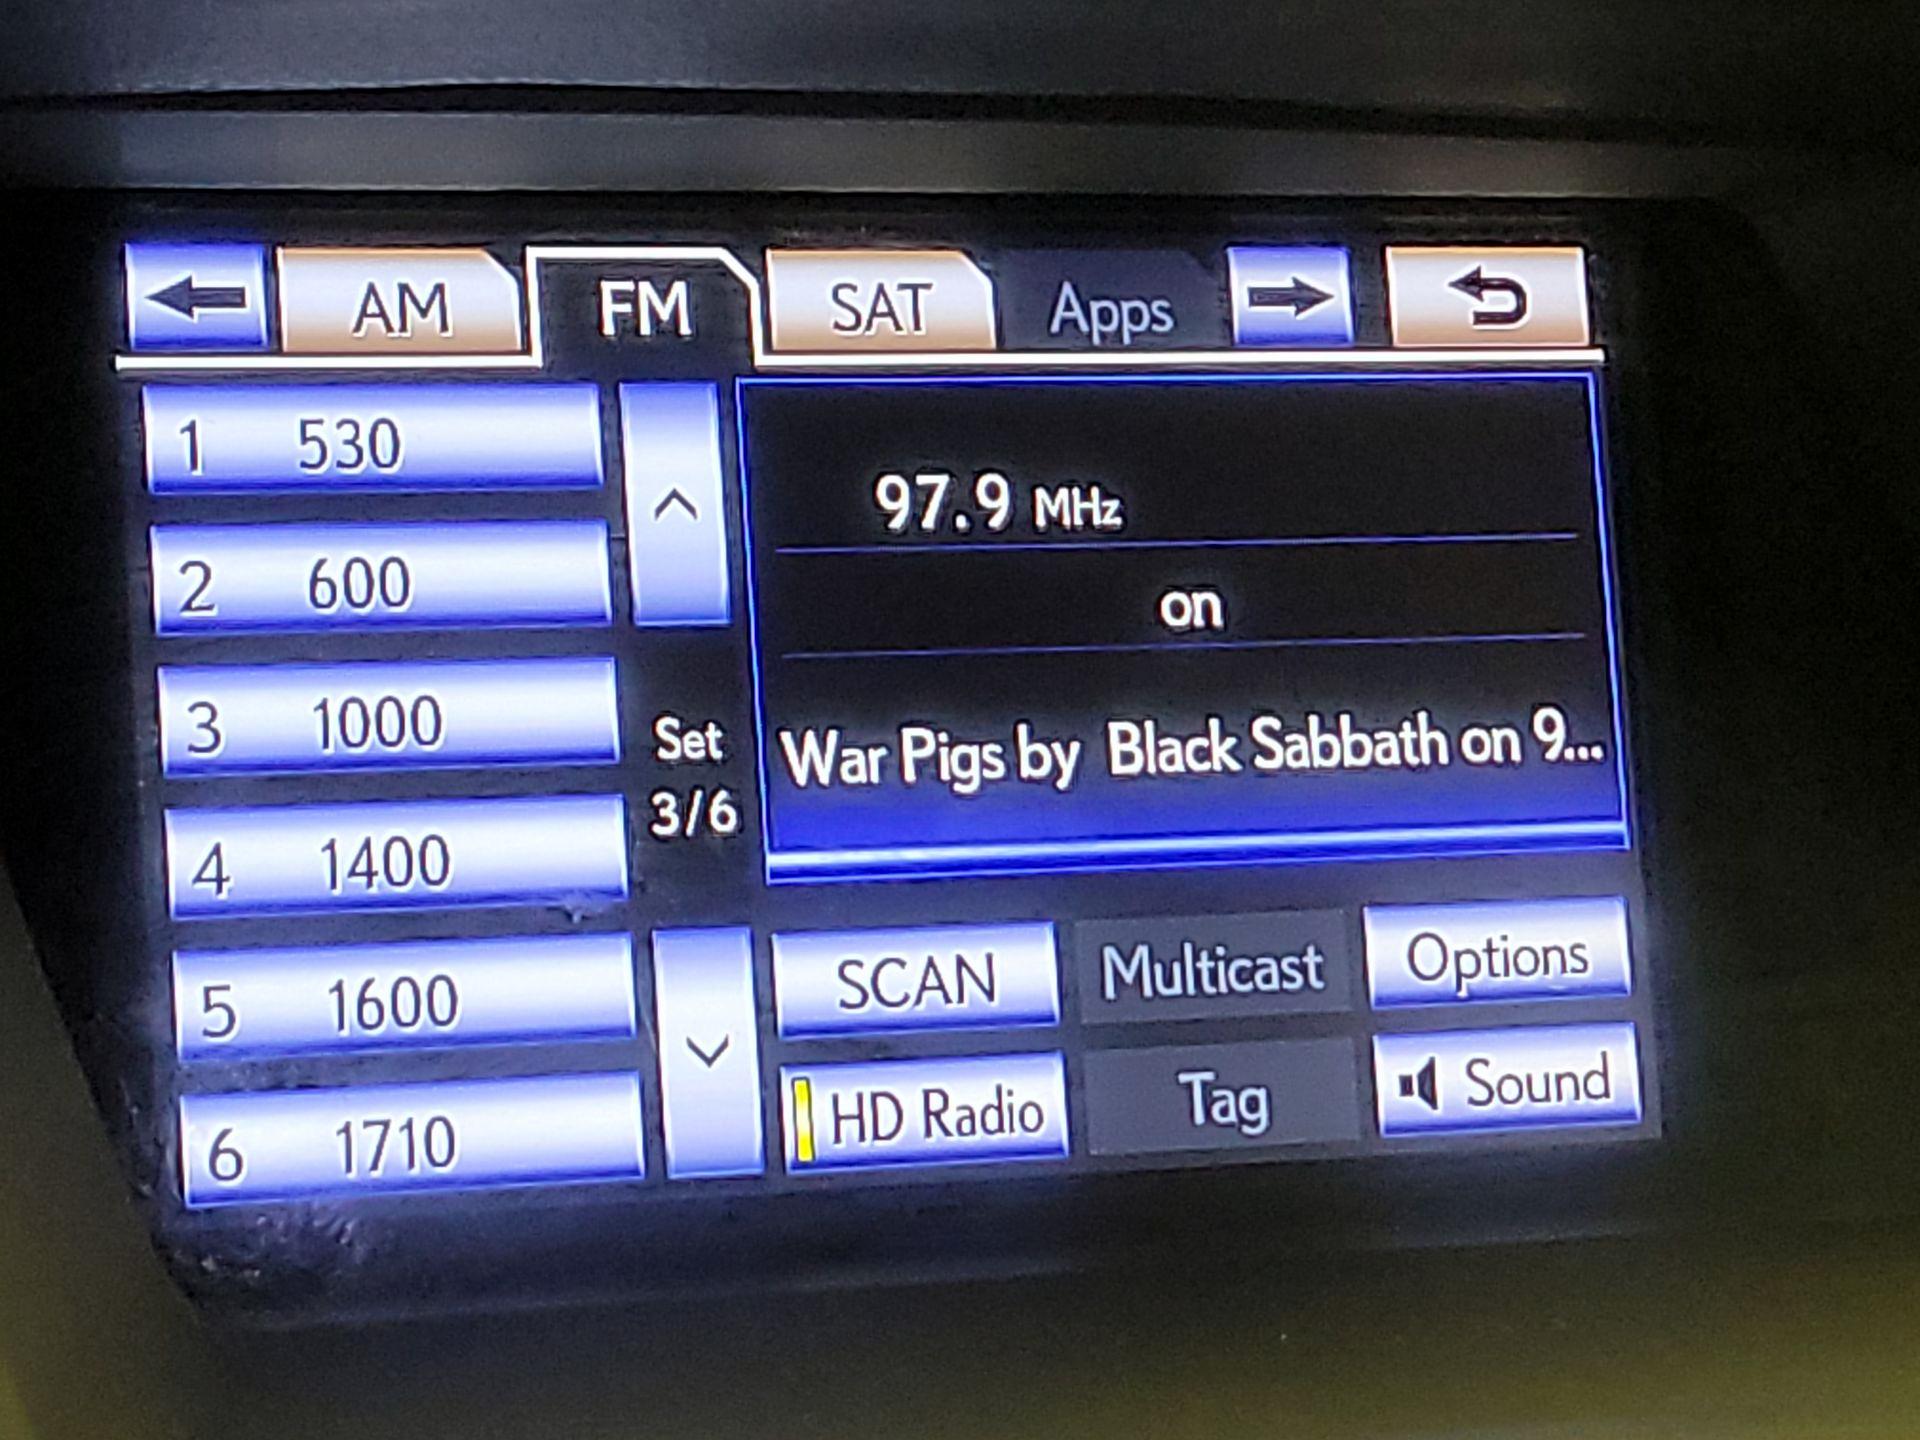 AM FM SAT Apps
1 530
2 600
3 1000
4 1400
5 1600
6 1710
Set
3/6
97.9 MHz
on
War Pigs by Black Sabbath on 9...
SCAN Multicast Options
HD Radio Tag Sound